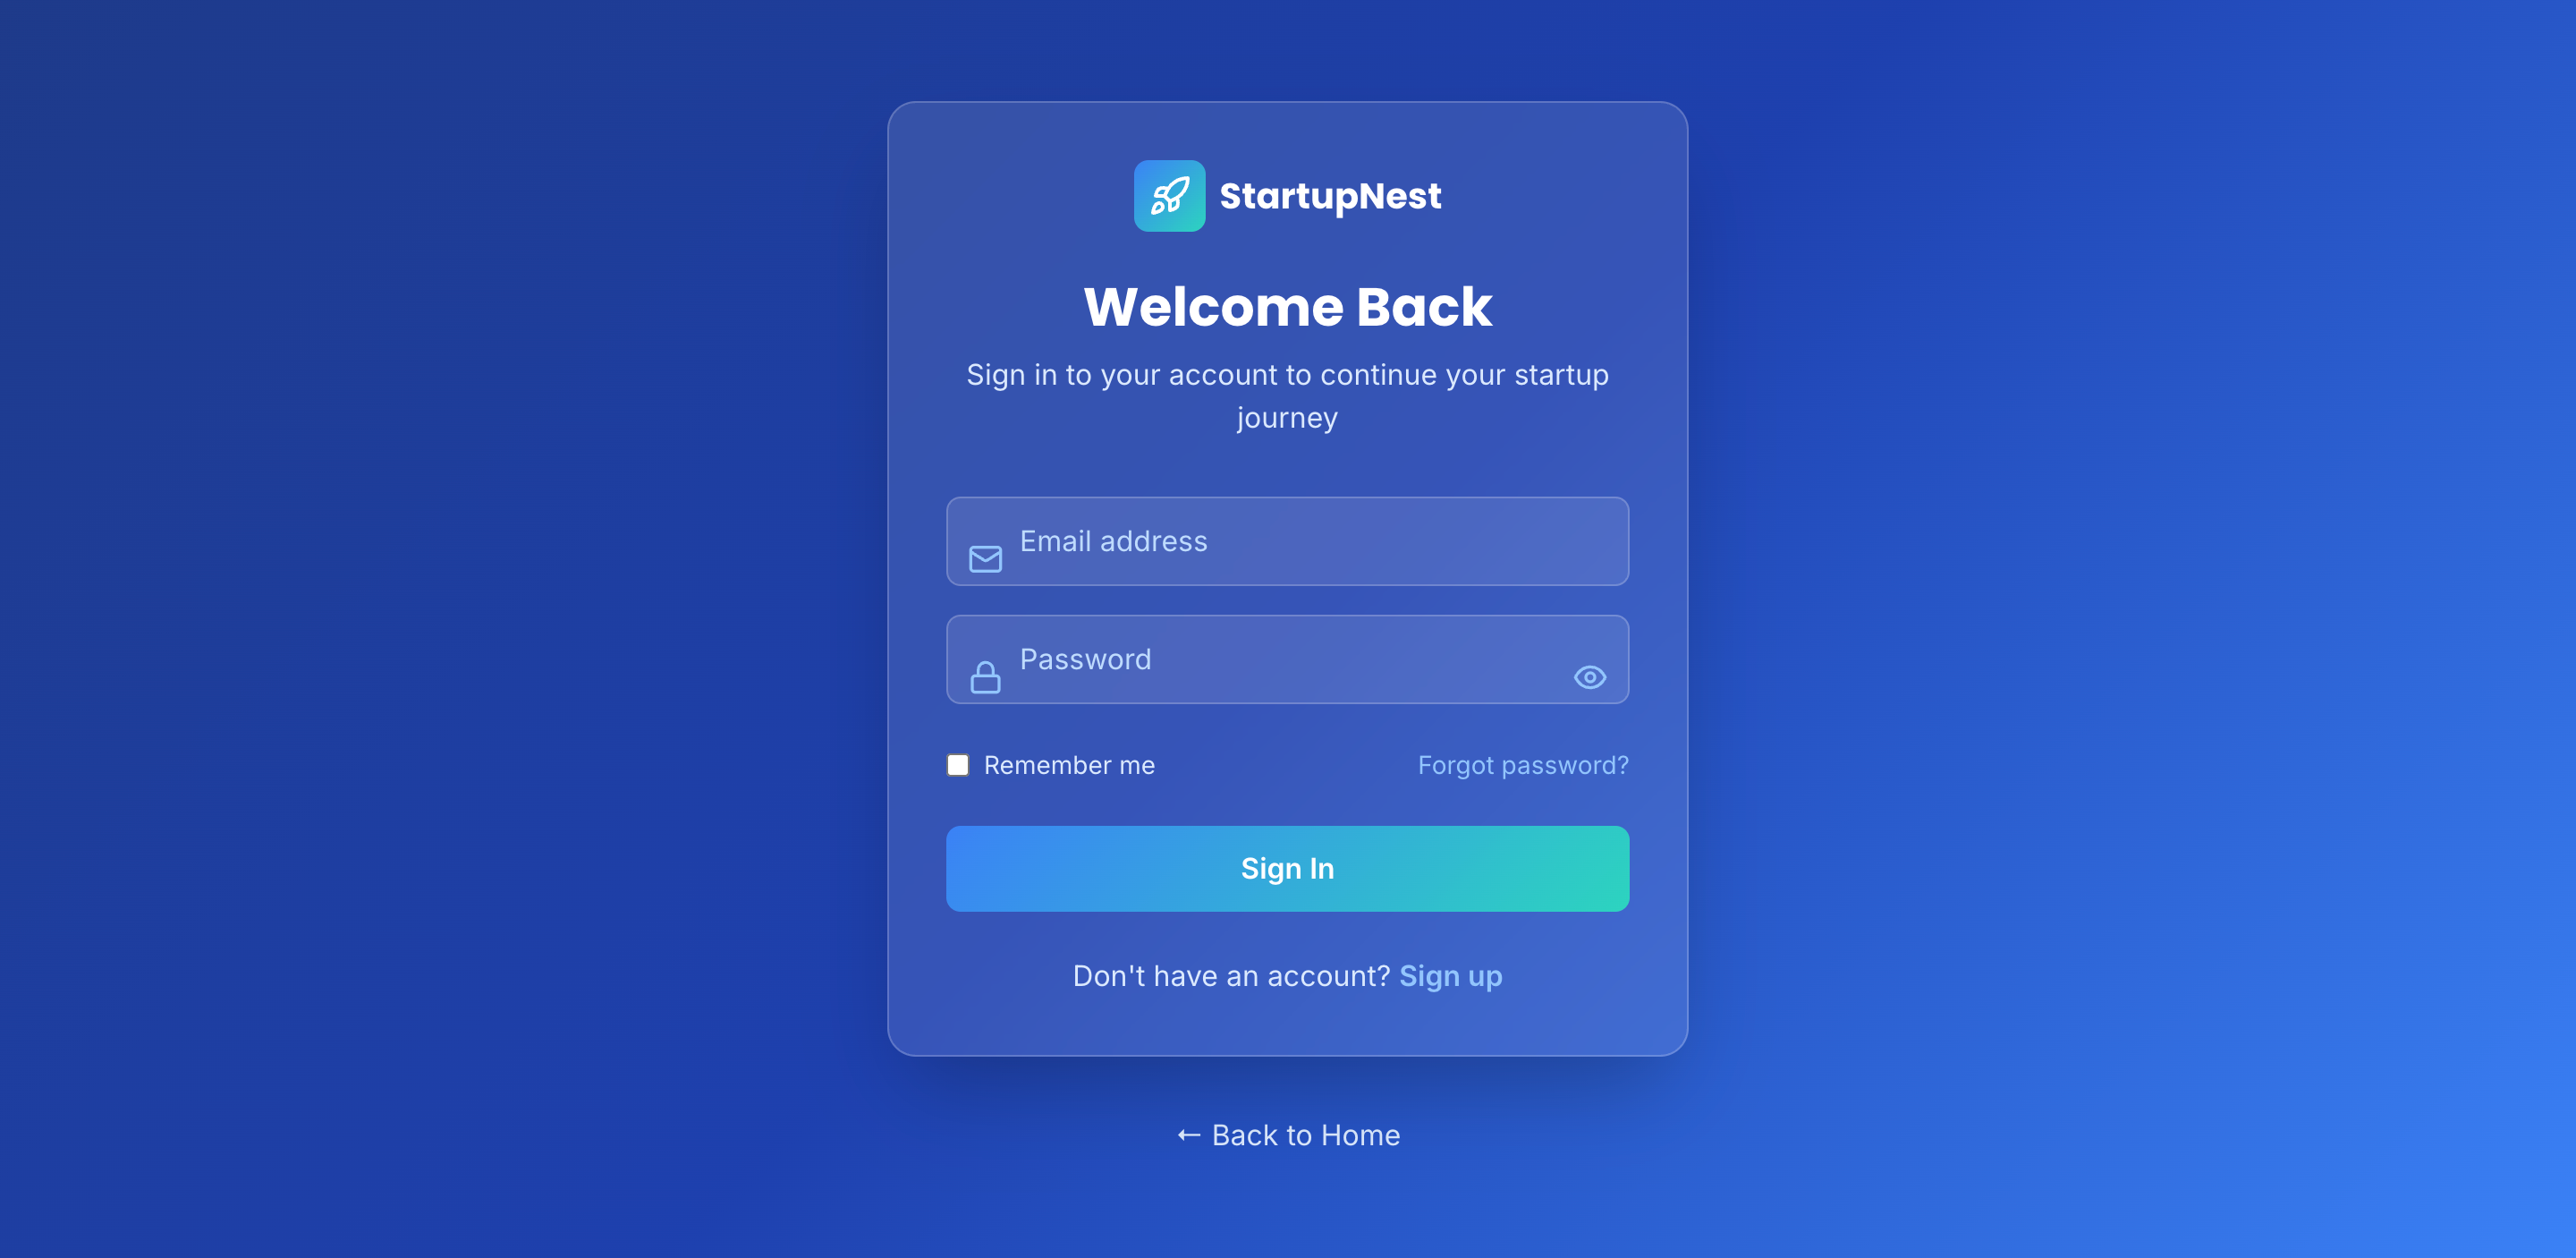 StartupNest
Welcome Back
Sign in to your account to continue your startup
journey
Email address
Password
Remember me
Forgot password?
Sign In
Don't have an account? Sign up
← Back to Home